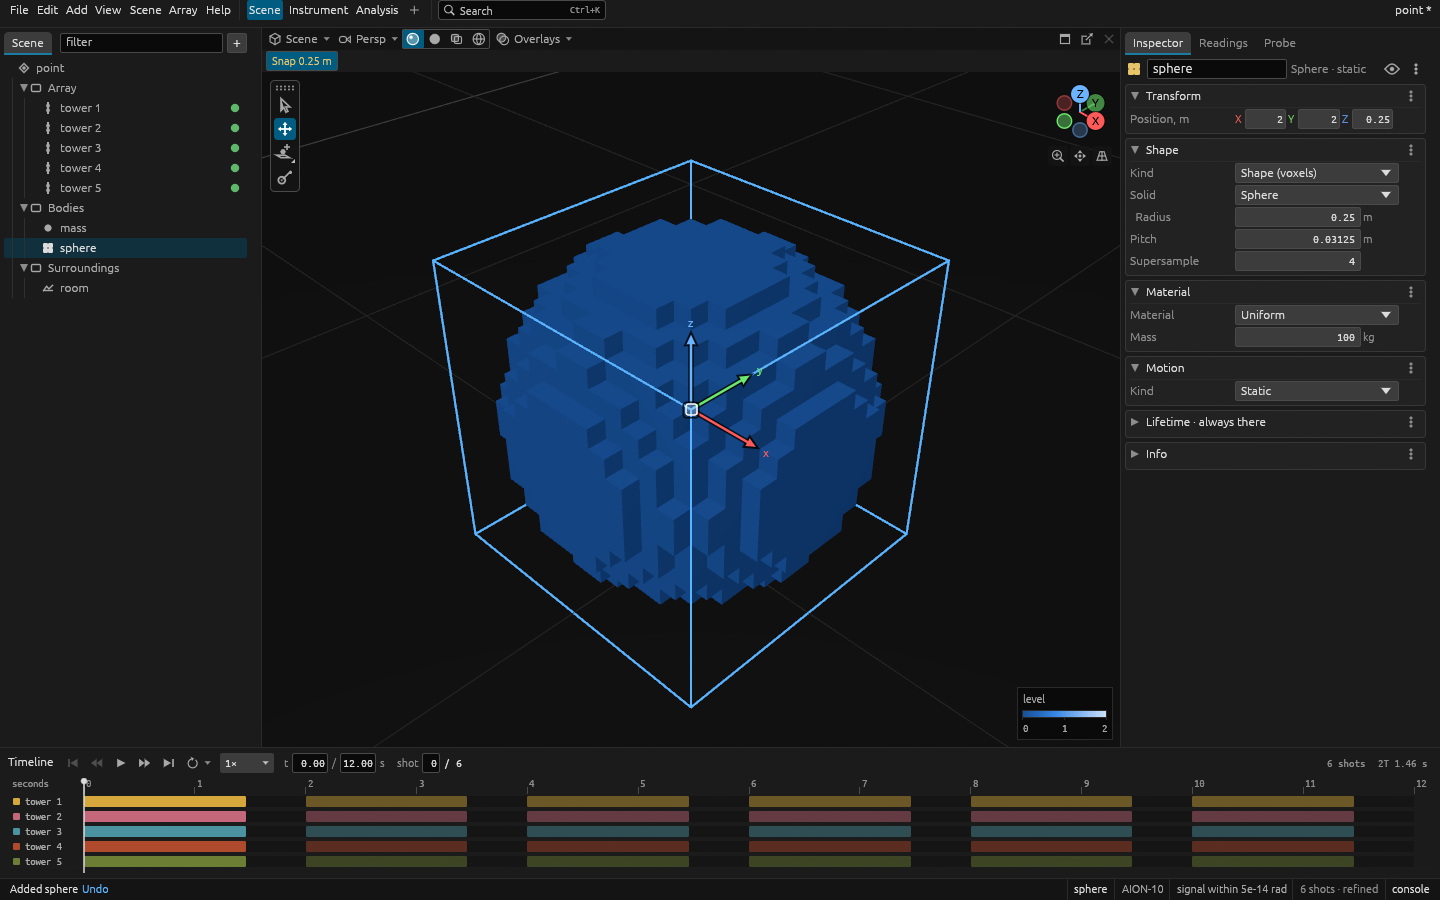 File Edit Add View Scene Array Help Scene Instrument Analysis + Search Ctrl+K point *
Scene filter +
point
Array
tower 1
tower 2
tower 3
tower 4
tower 5
Bodies
mass
sphere
Surroundings
room
Scene Persp Overlays
Snap 0.25 m
Z
Y
X
z
y
x
level
0 1 2
Inspector Readings Probe
sphere Sphere · static
Transform
Position, m X 2 Y 2 Z 0.25
Shape
Kind Shape (voxels)
Solid Sphere
Radius 0.25 m
Pitch 0.03125 m
Supersample 4
Material
Material Uniform
Mass 100 kg
Motion
Kind Static
Lifetime · always there
Info
Timeline 1× t 0.00 / 12.00 s shot 0 / 6 6 shots 2T 1.46 s
seconds 0 1 2 3 4 5 6 7 8 9 10 11 12
tower 1
tower 2
tower 3
tower 4
tower 5
Added sphere Undo sphere AION-10 signal within 5e-14 rad 6 shots · refined console